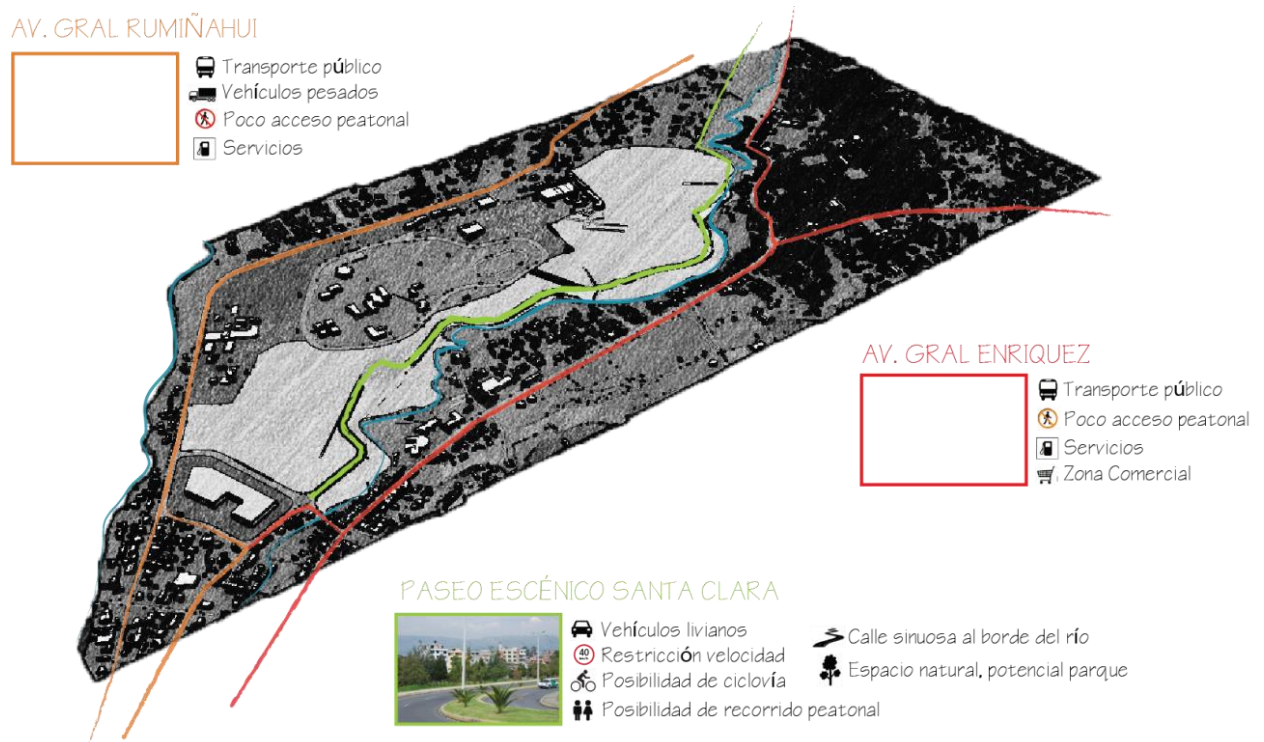 AV. GRAL RUMIÑAHUI
Transporte público
Vehículos pesados
Poco acceso peatonal
Servicios
AV. GRAL ENRIQUEZ
Transporte público
Poco acceso peatonal
Servicios
Zona Comercial
PASEO ESCÉNICO SANTA CLARA
Vehículos livianos
40
Restricción velocidad
Posibilidad de ciclovía
Posibilidad de recorrido peatonal
Calle sinuosa al borde del río
Espacio natural, potencial parque